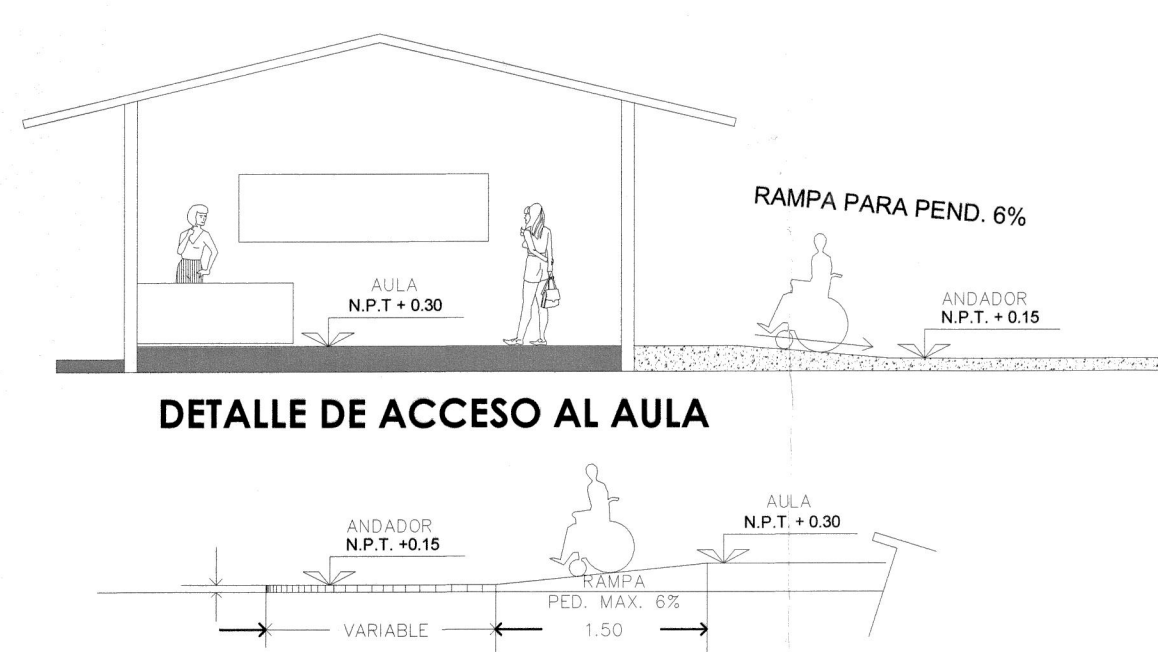 RAMPA PARA PEND. 6%
AULA
N.P.T + 0.30
ANDADOR
N.P.T. + 0.15
DETALLE DE ACCESO AL AULA
AULA
N.P.T. + 0.30
ANDADOR
N.P.T. +0.15
RAMPA
PED. MAX. 6%
VARIABLE
1.50